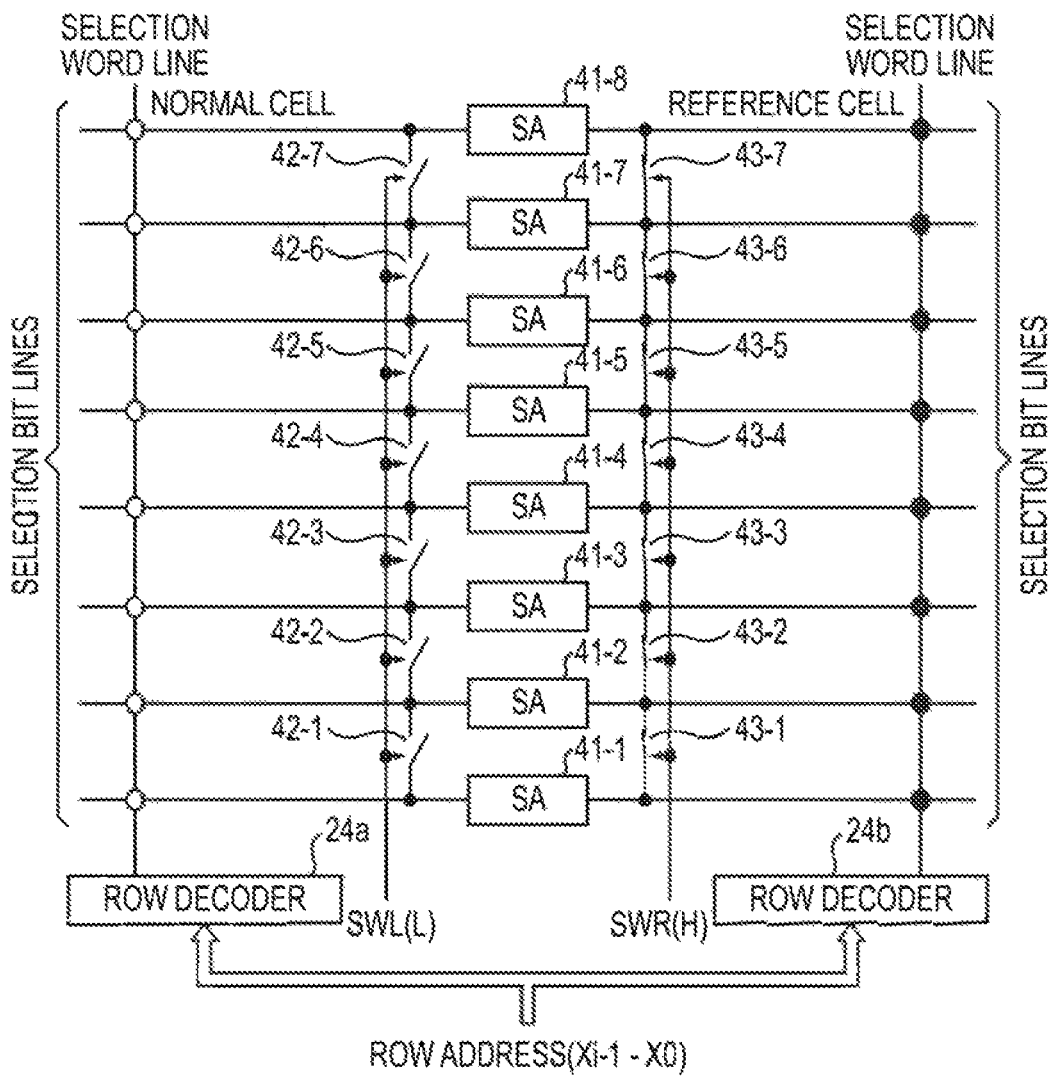 SELECTION
WORD LINE
SELECTION
WORD LINE
NORMAL CELL
41-8
REFERENCE CELL
SA
42-7
43-7
41-7
SA
42-6
43-6
41-6
SA
42-5
43-5
41-5
SA
42-4
43-4
41-4
SA
42-3
43-3
41-3
SA
42-2
43-2
41-2
SA
42-1
43-1
41-1
SA
SELECTION BIT LINES
SELECTION BIT LINES
24a
24b
ROW DECODER
ROW DECODER
SWL(L)
SWR(H)
ROW ADDRESS(Xi-1 - X0)